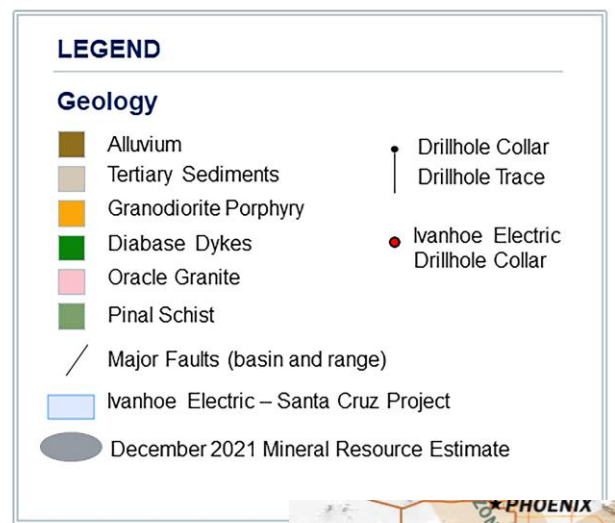 LEGEND
Geology
Alluvium
Tertiary Sediments
Granodiorite Porphyry
Diabase Dykes
Oracle Granite
Pinal Schist
Drillhole Collar
Drillhole Trace
Ivanhoe Electric
Drillhole Collar
Major Faults (basin and range)
Ivanhoe Electric – Santa Cruz Project
December 2021 Mineral Resource Estimate
PHOENIX